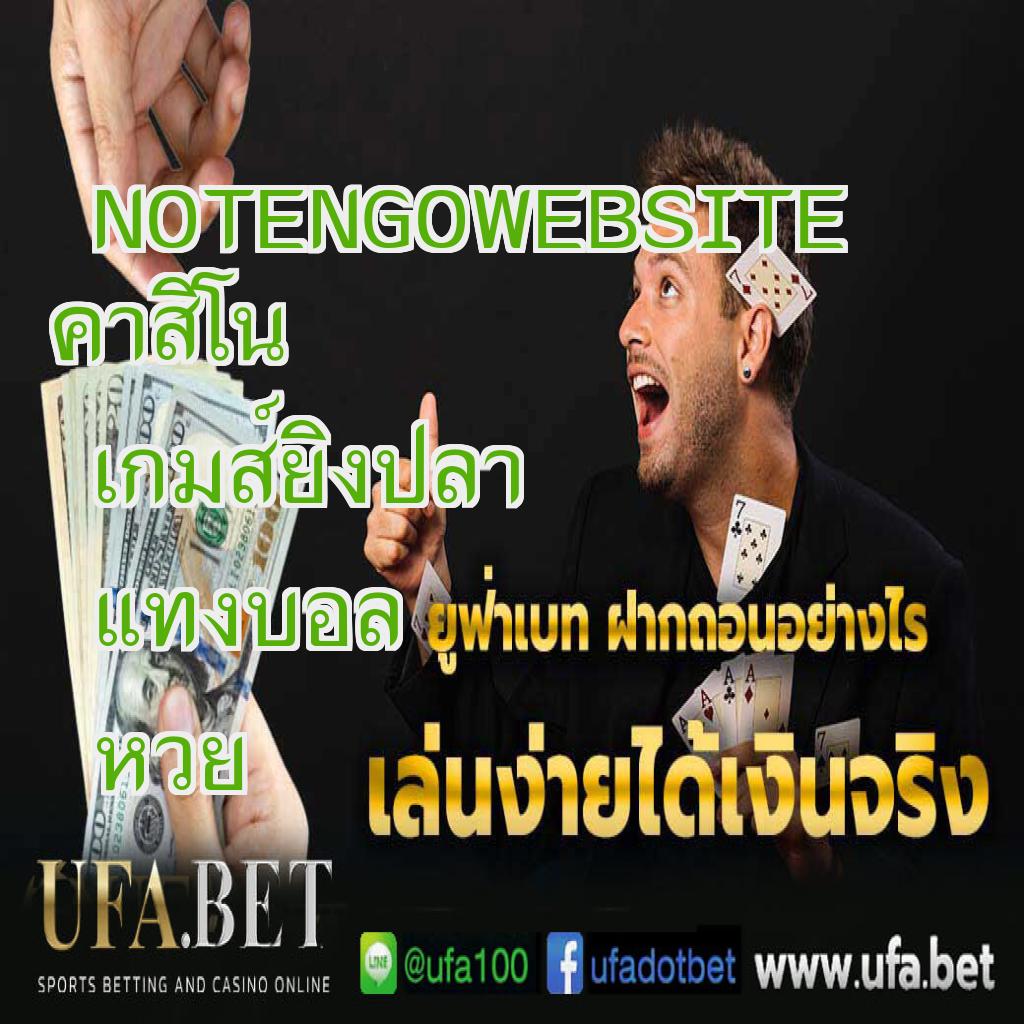 NOTENGOWEBSITE
คาสิโน
เกมส์ยิงปลา
แทงบอล
ยูฟ่าเบท ฝากถอนอย่างไร
หวย
เล่นง่ายได้เงินจริง
UFA.BET
SPORTS BETTING AND CASINO ONLINE
LINE @ufa100 f ufadotbet www.ufa.bet